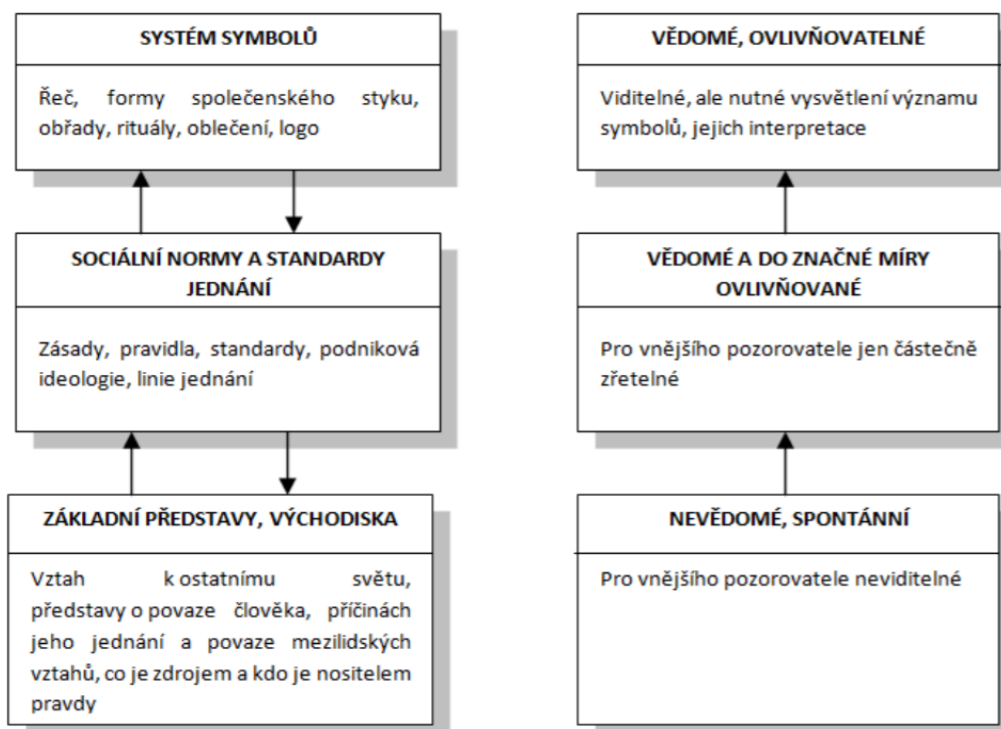 SYSTÉM SYMBOLŮ
Řeč, formy společenského styku,
obřady, rituály, oblečení, logo
VĚDOMÉ, OVLIVŇOVATELNÉ
Viditelné, ale nutné vysvětlení významu
symbolů, jejich interpretace
SOCIÁLNÍ NORMY A STANDARDY
JEDNÁNÍ
Zásady, pravidla, standardy, podniková
ideologie, linie jednání
VĚDOMÉ A DO ZNAČNÉ MÍRY
OVLIVŇOVANÉ
Pro vnějšího pozorovatele jen částečně
zřetelné
ZÁKLADNÍ PŘEDSTAVY, VÝCHODISKA
Vztah k ostatnímu světu,
představy o povaze člověka, příčinách
jeho jednání a povaze mezilidských
vztahů, co je zdrojem a kdo je nositelem
pravdy
NEVĚDOMÉ, SPONTÁNNÍ
Pro vnějšího pozorovatele neviditelné